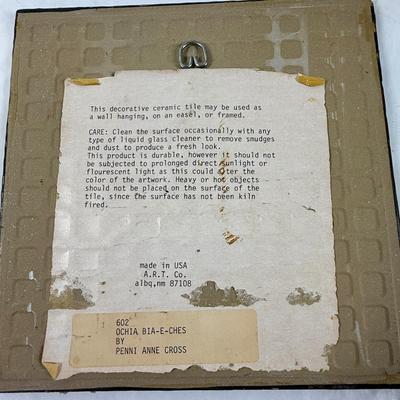 This decorative ceramic tile may be used as
a wall hanging, on an easel, or framed.
CARE: Clean the surface occasionally with any
type of liquid glass cleaner to remove smudges
and dust to produce a fresh look.
This product is durable, however it should not
be subjected to prolonged direct sunlight or
flourescent light as this could alter the
color of the artwork. Heavy or hot objects
should not be placed on the surface of the
tile, since the surface has not been kiln
fired.
made in USA
A.R.T. Co.
albq,nm 87108
602
OCHIA BIA-E-CHES
BY
PENNI ANNE CROSS